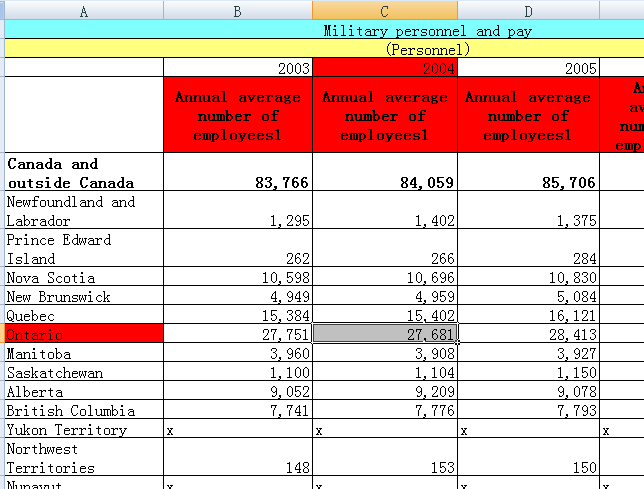 A B C D
Military personnel and pay
(Personnel)
2003 2004 2005
Annual average Annual average Annual average
number of number of number of
employees1 employees1 employees1
Canada and
outside Canada 83,766 84,059 85,706
Newfoundland and
Labrador 1,295 1,402 1,375
Prince Edward
Island 262 266 284
Nova Scotia 10,598 10,696 10,830
New Brunswick 4,949 4,959 5,084
Quebec 15,384 15,402 16,121
Ontario 27,751 27,681 28,413
Manitoba 3,960 3,908 3,927
Saskatchewan 1,100 1,104 1,150
Alberta 9,052 9,209 9,078
British Columbia 7,741 7,776 7,793
Yukon Territory x x x x
Northwest
Territories 148 153 150
Nunavut x x x x